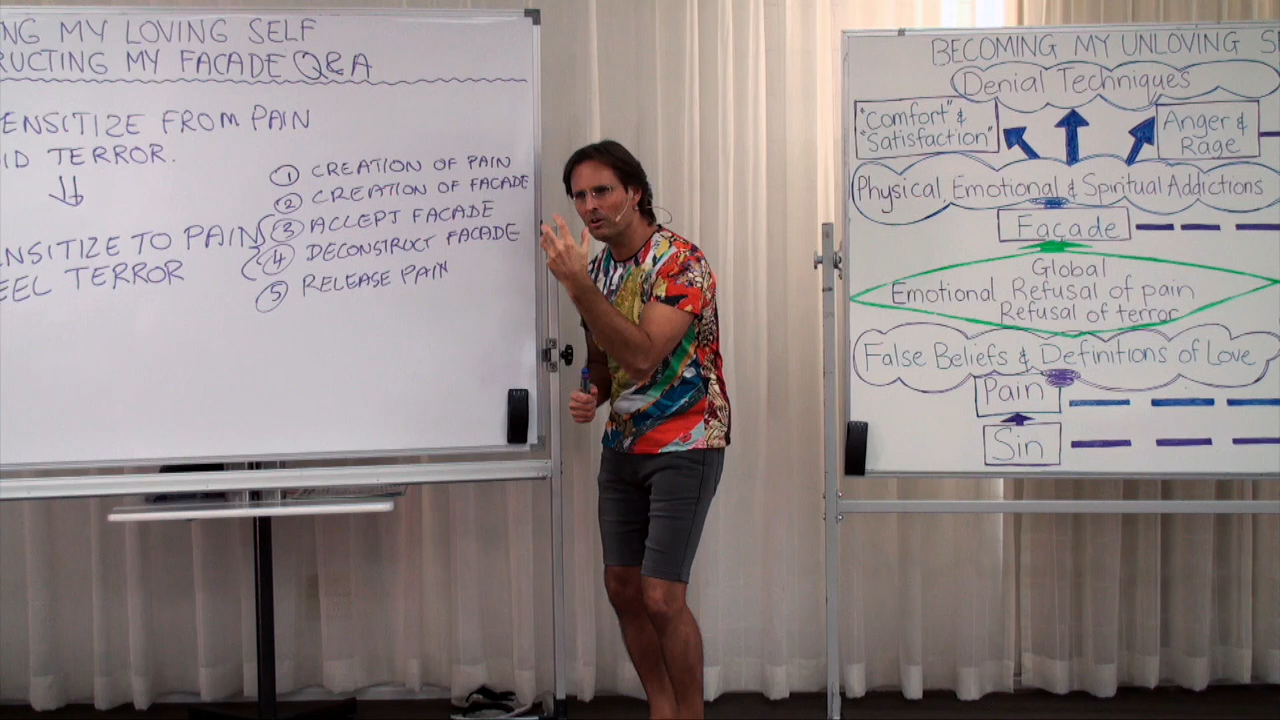 NG MY LOVING SELF
RUCTING MY FACADE Q&A
ENSITIZE FROM PAIN
ID TERROR.
NSITIZE TO PAIN
EEL TERROR
1 CREATION OF PAIN
2 CREATION OF FACADE
3 ACCEPT FACADE
4 DECONSTRUCT FACADE
5 RELEASE PAIN
BECOMING MY UNLOVING S
Denial Techniques
"Comfort" &
"Satisfaction"
Anger &
Rage
Physical, Emotional & Spiritual Addictions
Façade
Global
Emotional Refusal of pain
Refusal of terror
False Beliefs & Definitions of Love
Pain
Sin